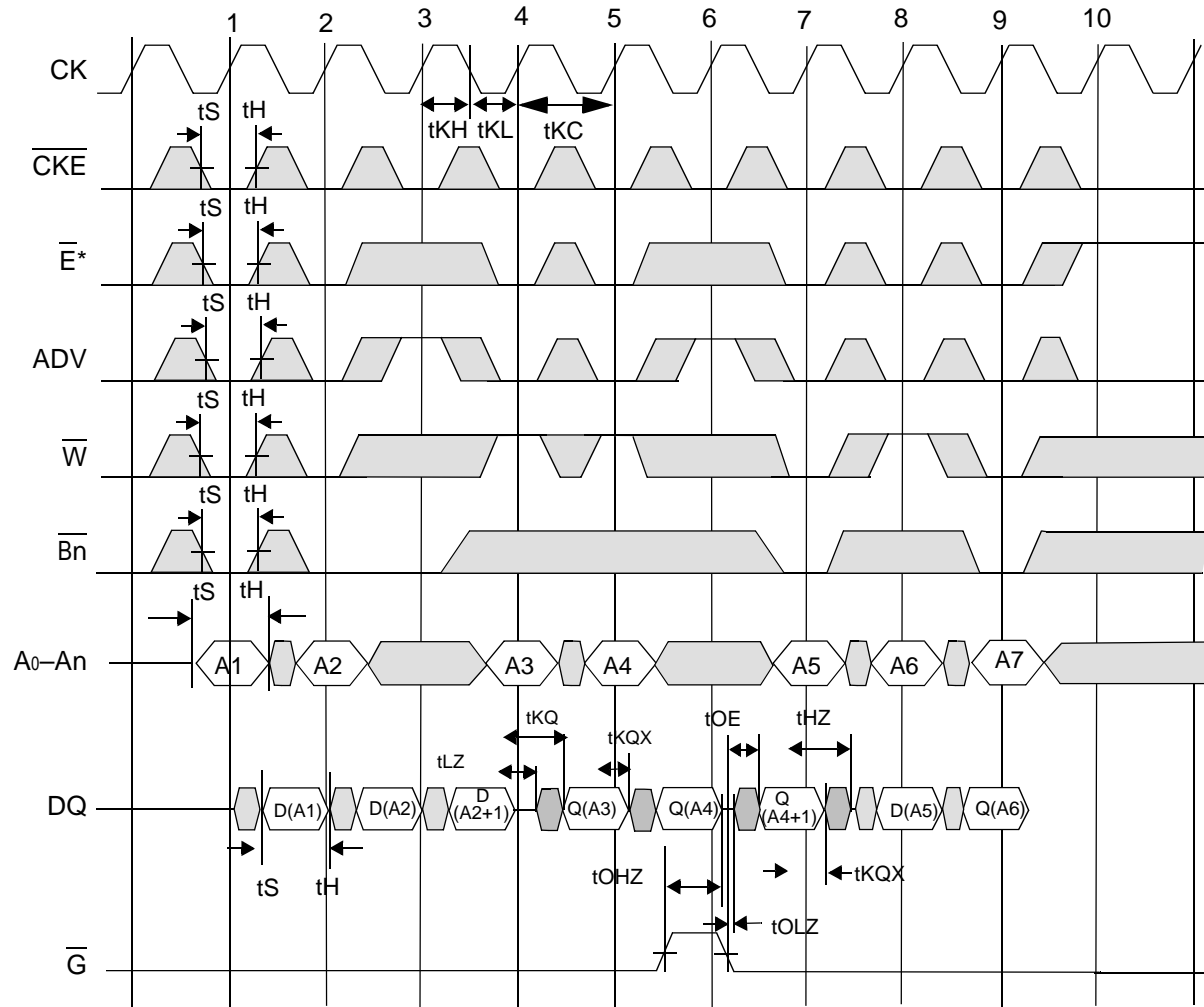 1 2 3 4 5 6 7 8 9 10
CK
tKH tKL tKC
tS tH
CKE
tS tH
E*
tS tH
ADV
tS tH
W
tS tH
Bn
tS tH
A0–An A1 A2 A3 A4 A5 A6 A7
tKQ tOE tHZ
tLZ tKQX
DQ D(A1) D(A2) D (A2+1) Q(A3) Q(A4) Q (A4+1) D(A5) Q(A6)
tS tH tOHZ tKQX
tOLZ
G